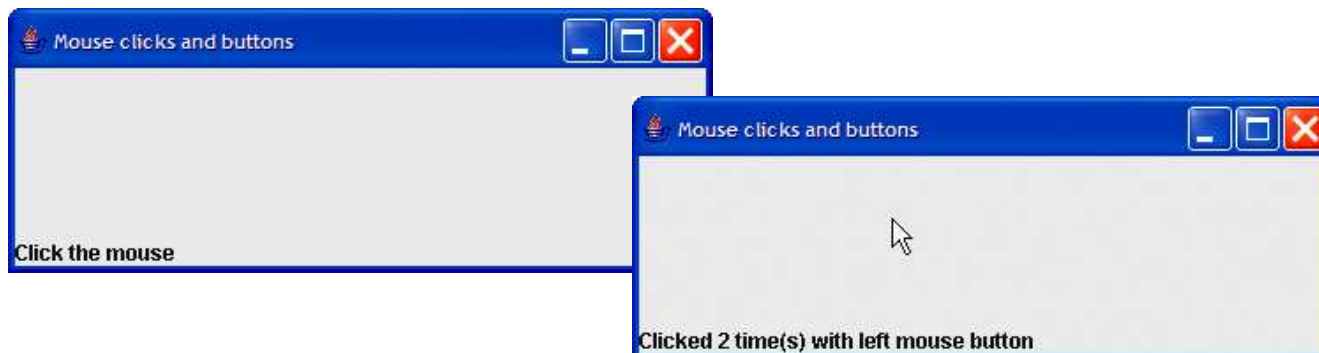 Mouse clicks and buttons
Click the mouse
Mouse clicks and buttons
Clicked 2 time(s) with left mouse button